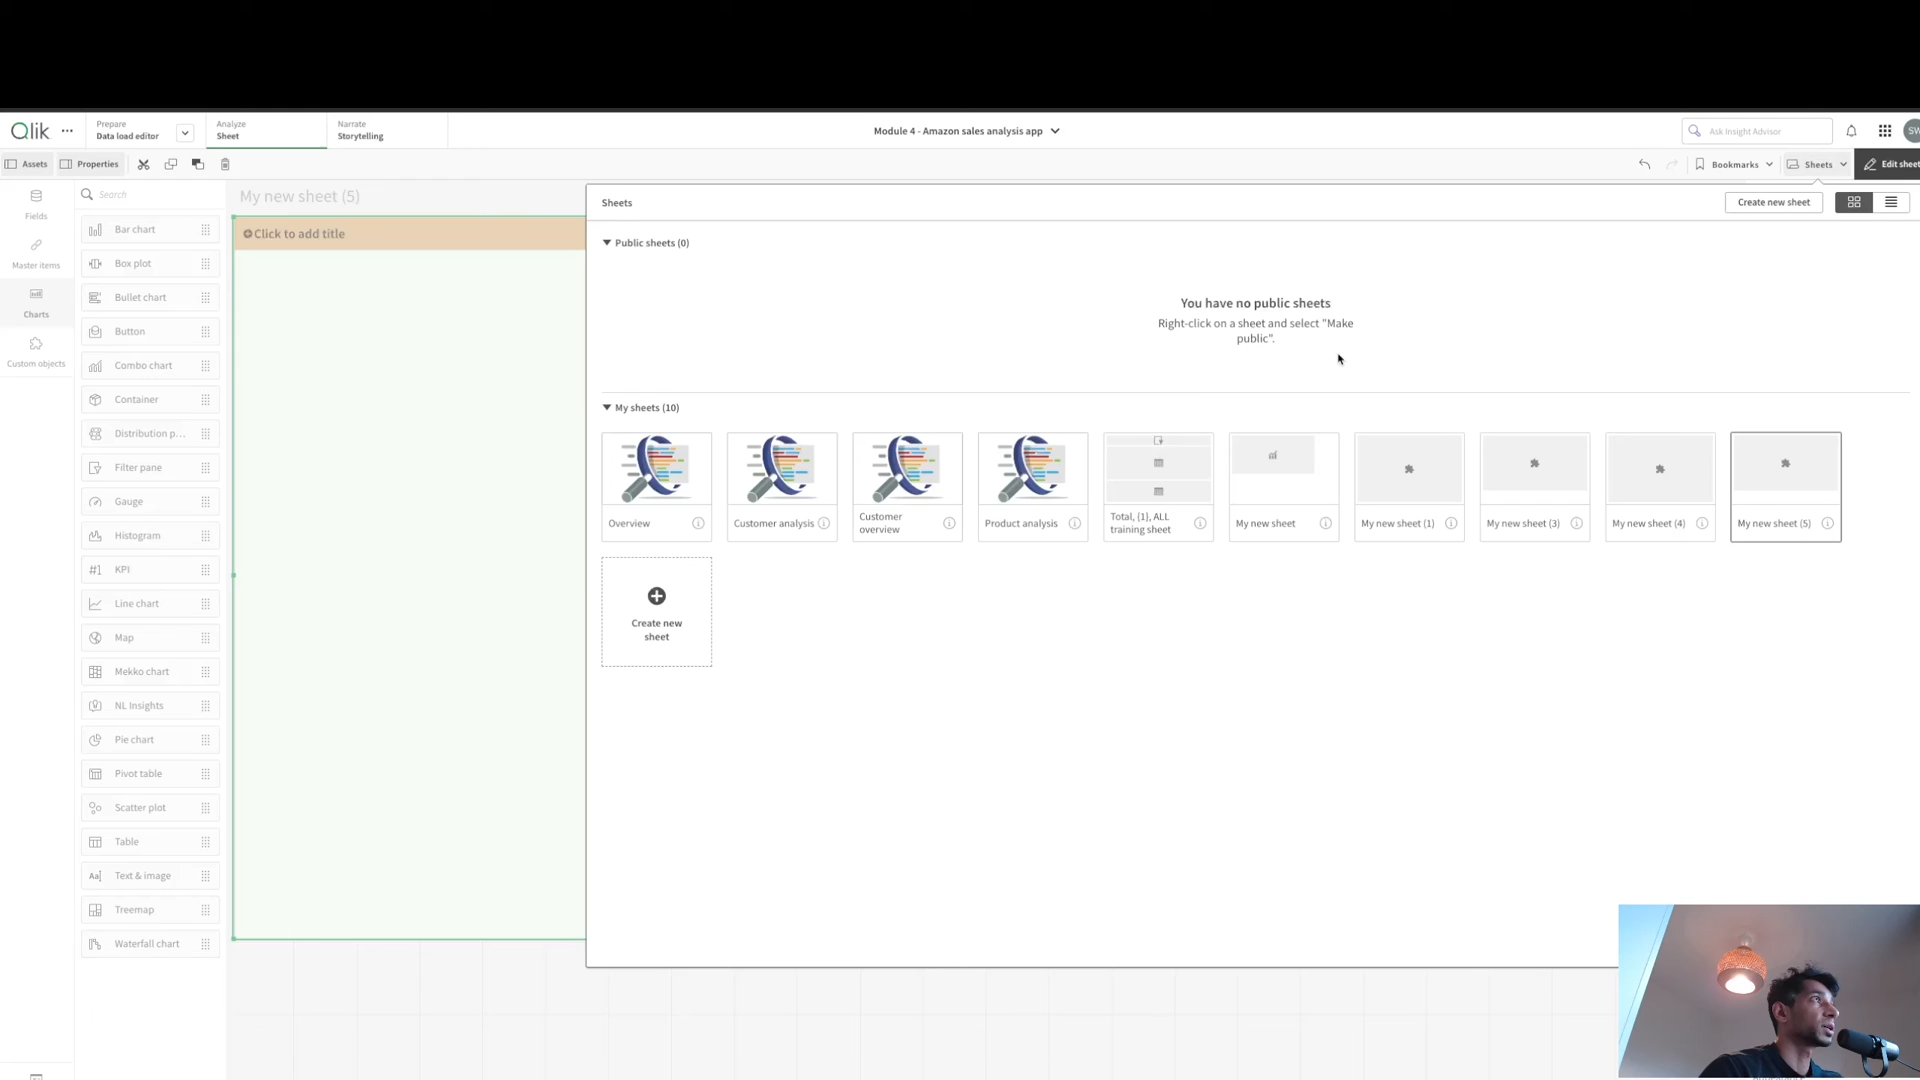 Qlik
Prepare
Data load editor
Analyze
Sheet
Narrate
Storytelling
Module 4 - Amazon sales analysis app
Ask Insight Advisor
SW
Assets
Properties
Bookmarks
Sheets
Edit sheet
Fields
Master items
Charts
Custom objects
Search
Bar chart
Box plot
Bullet chart
Button
Combo chart
Container
Distribution p...
Filter pane
Gauge
Histogram
#1 KPI
Line chart
Map
Mekko chart
NL Insights
Pie chart
Pivot table
Scatter plot
Table
Aa Text & image
Treemap
Waterfall chart
My new sheet (5)
Click to add title
Sheets
Create new sheet
Public sheets (0)
You have no public sheets
Right-click on a sheet and select "Make
public".
My sheets (10)
Overview
Customer analysis
Customer
overview
Product analysis
Total, {1}, ALL
training sheet
My new sheet
My new sheet (1)
My new sheet (3)
My new sheet (4)
My new sheet (5)
Create new
sheet